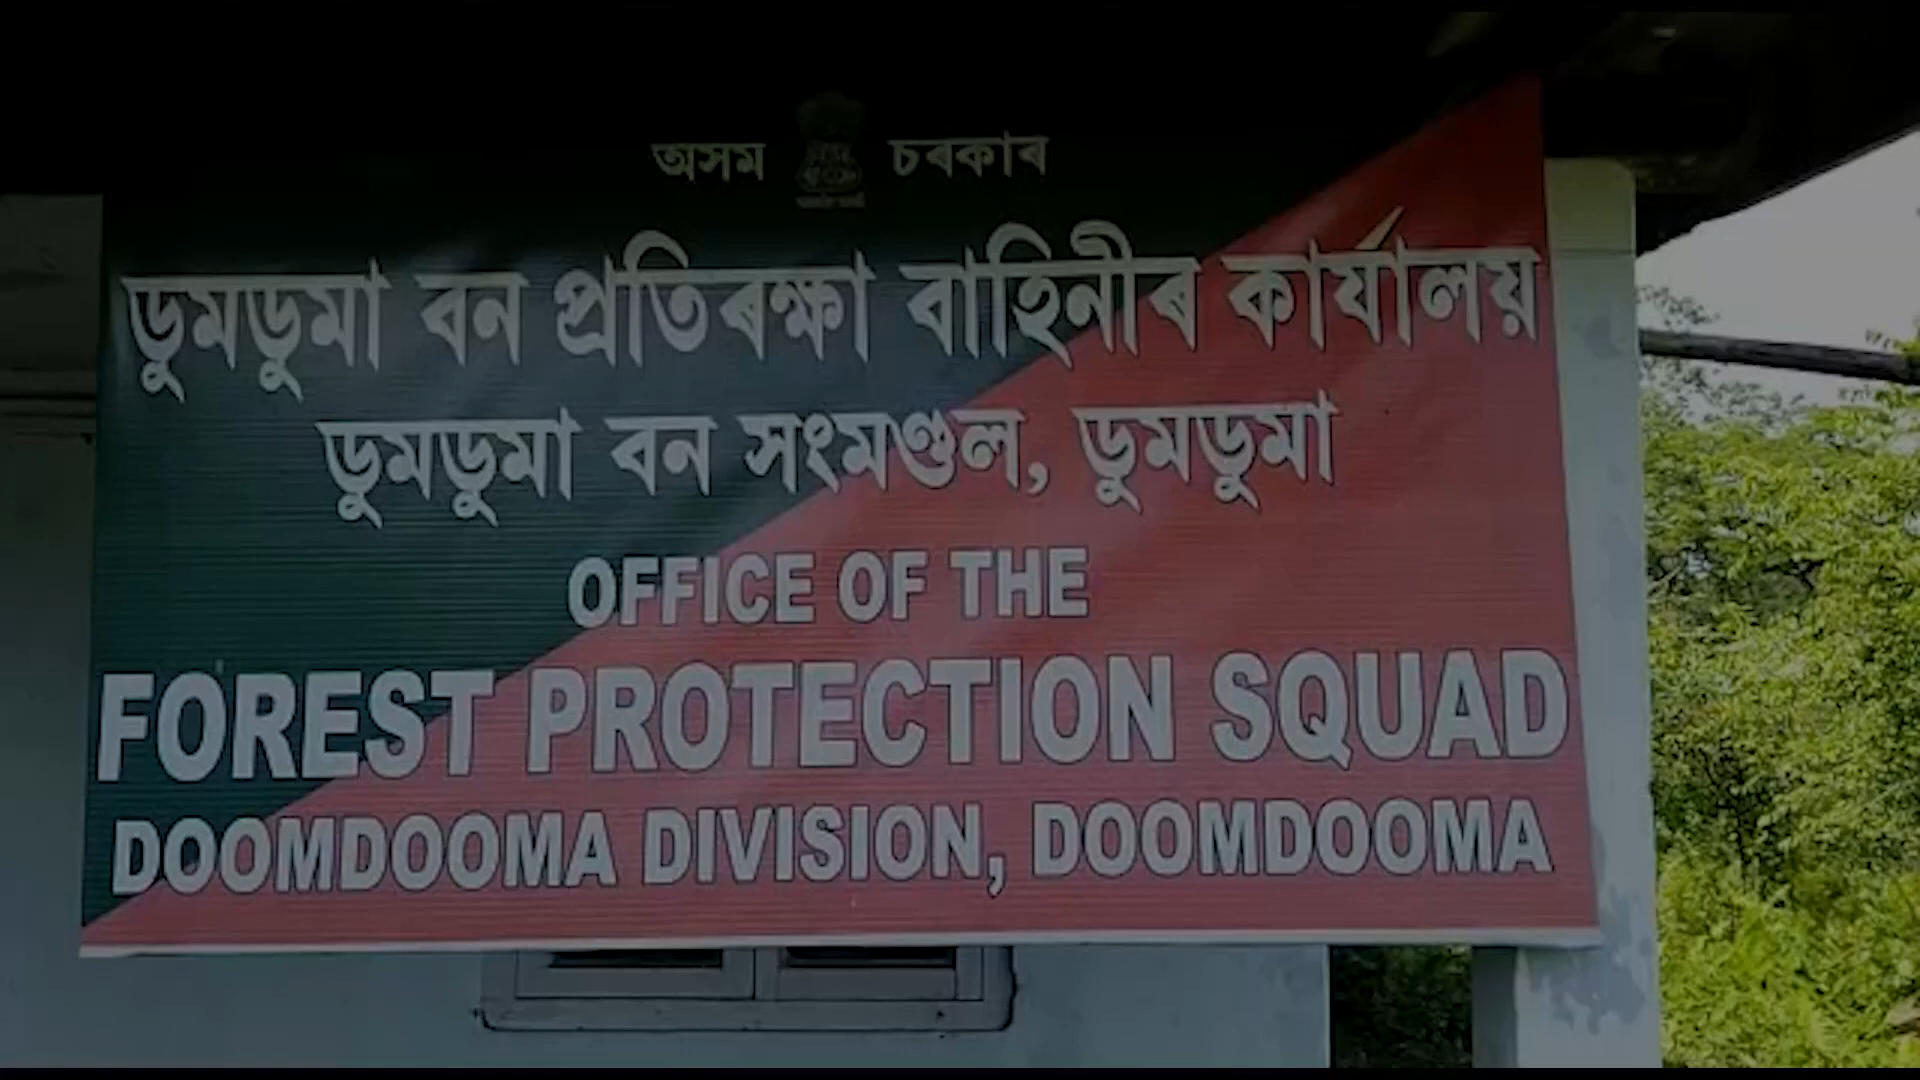 অসম চৰকাৰ
ডুমডুমা বন প্ৰতিৰক্ষা বাহিনীৰ কাৰ্যালয়
ডুমডুমা বন সংমণ্ডল, ডুমডুমা
OFFICE OF THE
FOREST PROTECTION SQUAD
DOOMDOOMA DIVISION, DOOMDOOMA